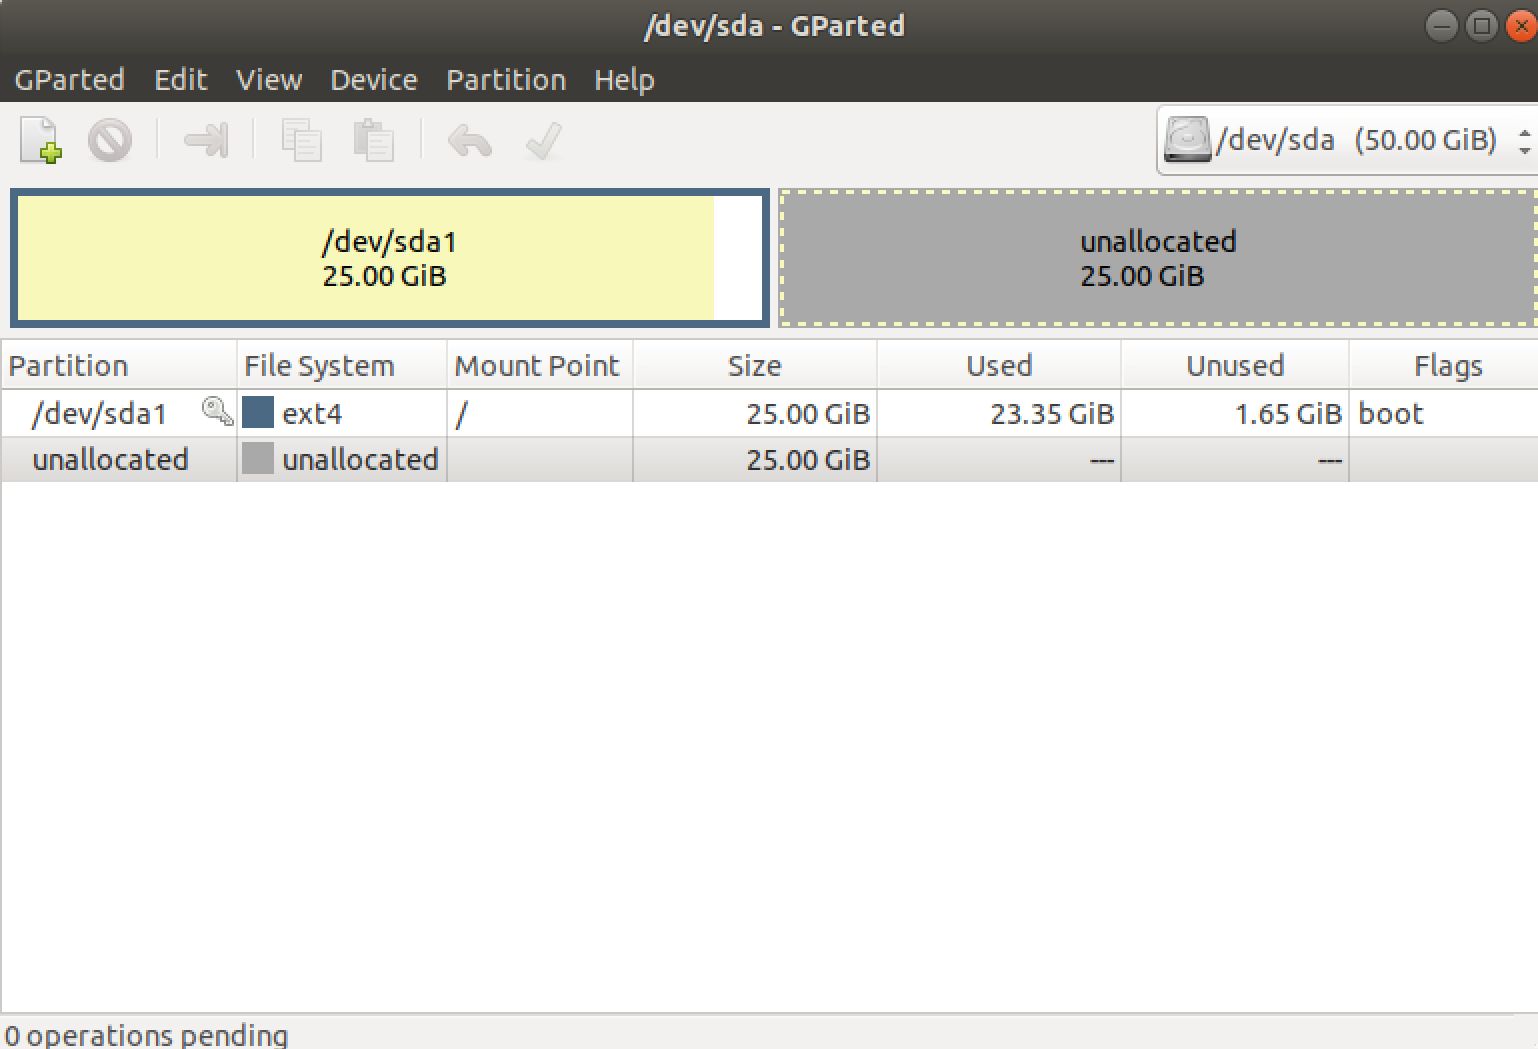 /dev/sda - GParted
GParted Edit View Device Partition Help
/dev/sda (50.00 GiB)
/dev/sda1
25.00 GiB
unallocated
25.00 GiB
Partition File System Mount Point Size Used Unused Flags
/dev/sda1 ext4 / 25.00 GiB 23.35 GiB 1.65 GiB boot
unallocated unallocated 25.00 GiB --- ---
0 operations pending